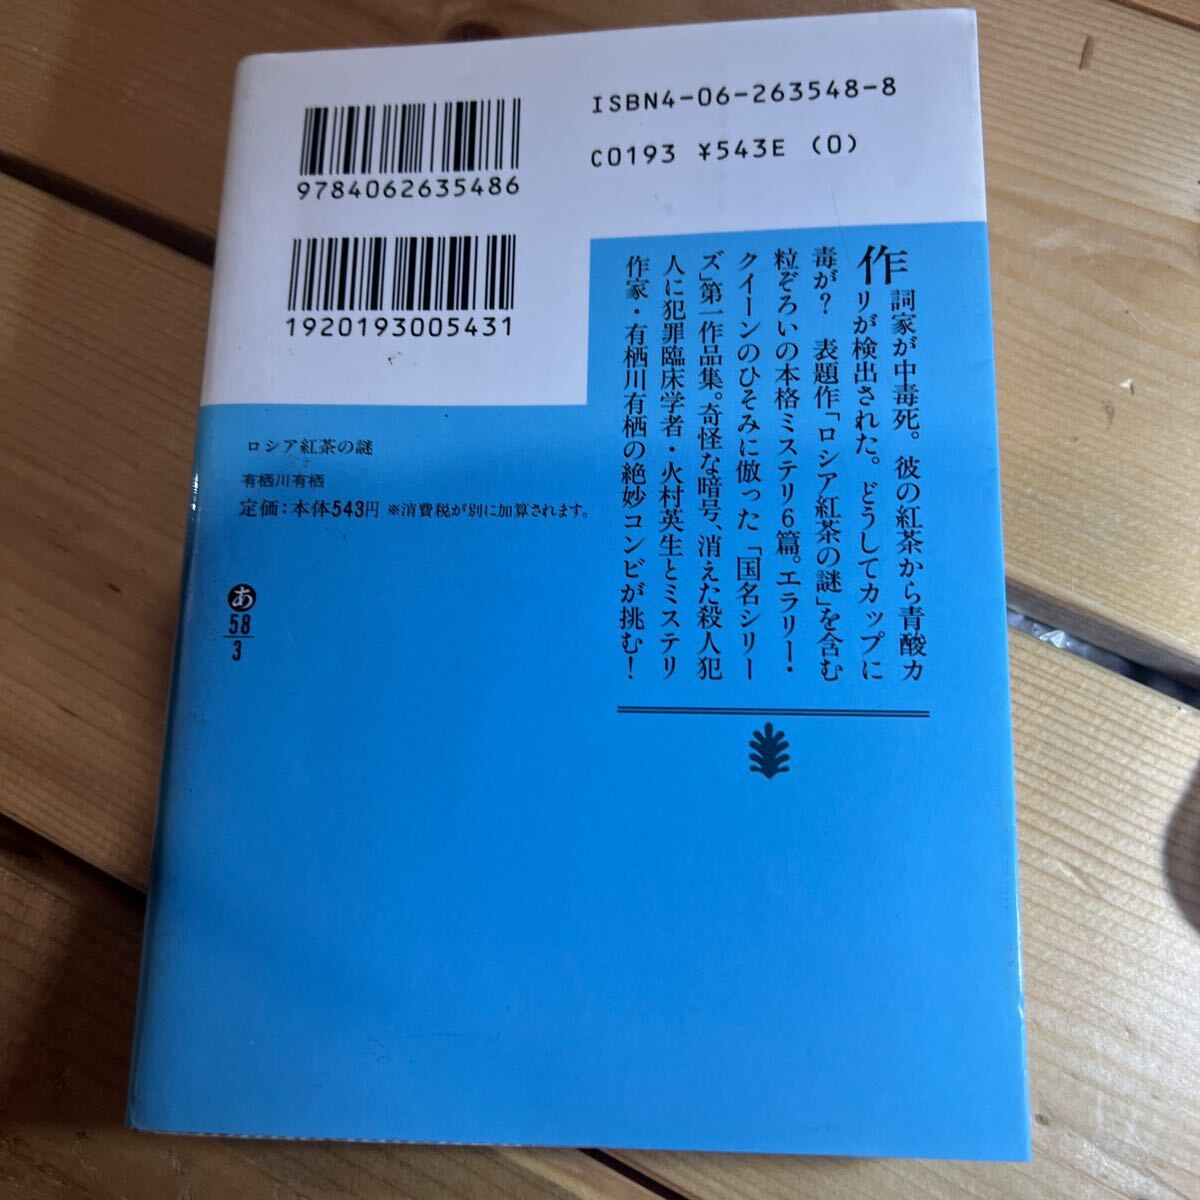 ISBN4-06-263548-8
C0193 ¥543E (0)
9784062635486
1920193005431
作詞家が中毒死。彼の紅茶から青酸カ
リが検出された。どうしてカップに
毒が? 表題作「ロシア紅茶の謎」を含む
粒ぞろいの本格ミステリ6篇。エラリー・
クイーンのひそみに倣った「国名シリー
ズ」第一作品集。奇怪な暗号、消えた殺人犯
人に犯罪臨床学者・火村英生とミステリ
作家・有栖川有栖の絶妙コンビが挑む!
ロシア紅茶の謎
有栖川有栖
定価:本体543円 ※消費税が別に加算されます。
あ
58
3